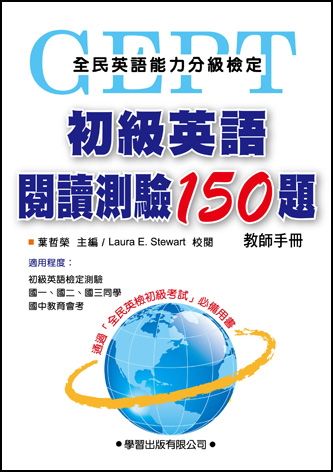 GEPT
全民英語能力分級檢定
初級英語
閱讀測驗150題
葉哲榮 主編/Laura E. Stewart 校閱 教師手冊
適用程度：
初級英語檢定測驗
國一、國二、國三同學
國中教育會考
通過「全民英檢初級考試」必備用書
•學習出版有限公司•